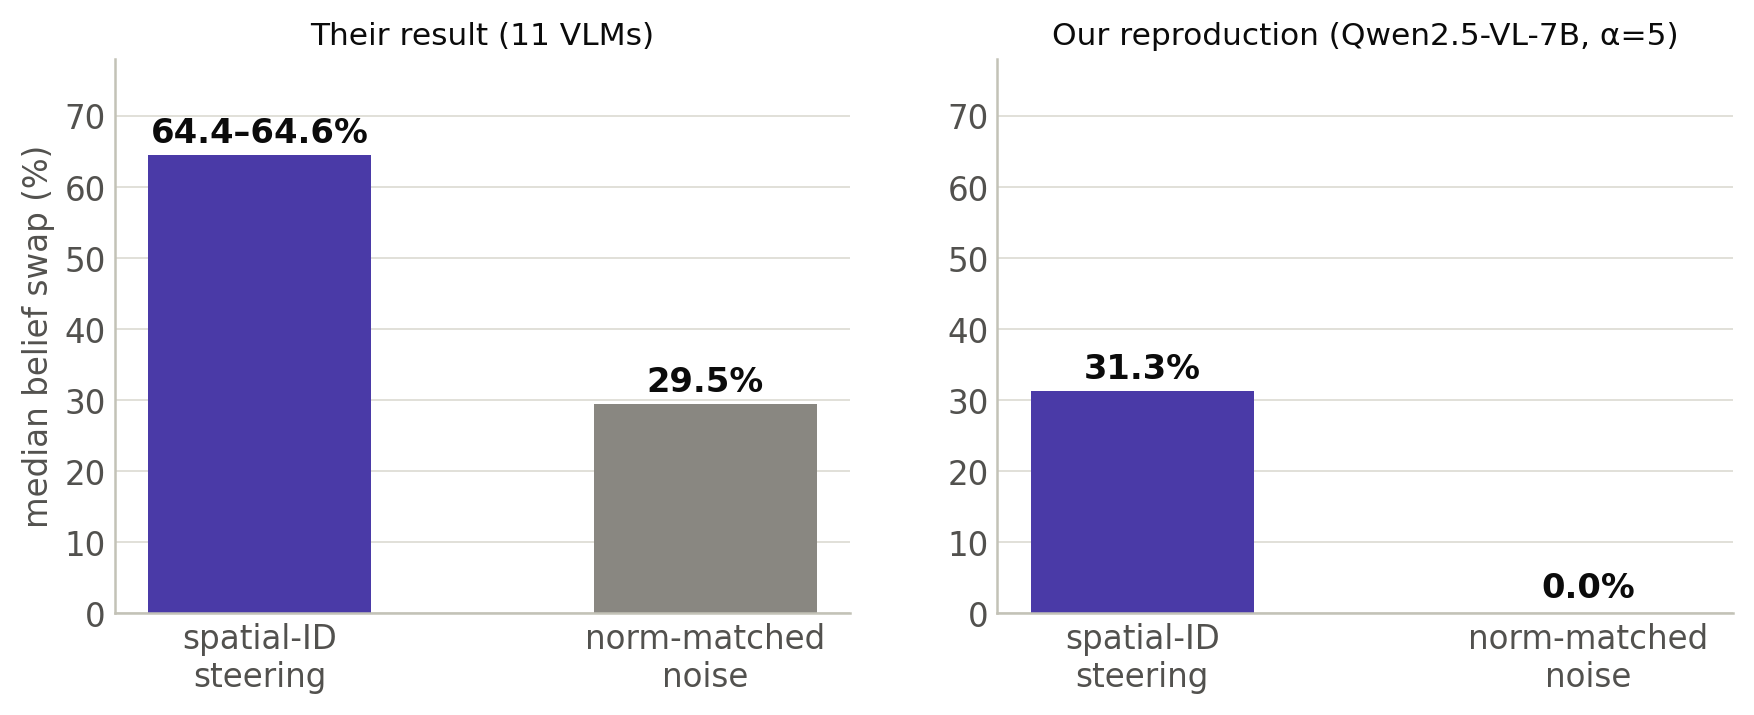 Their result (11 VLMs)
median belief swap (%)
70
60
50
40
30
20
10
0
64.4–64.6%
29.5%
spatial-ID
steering
norm-matched
noise
Our reproduction (Qwen2.5-VL-7B, α=5)
70
60
50
40
30
20
10
0
31.3%
0.0%
spatial-ID
steering
norm-matched
noise